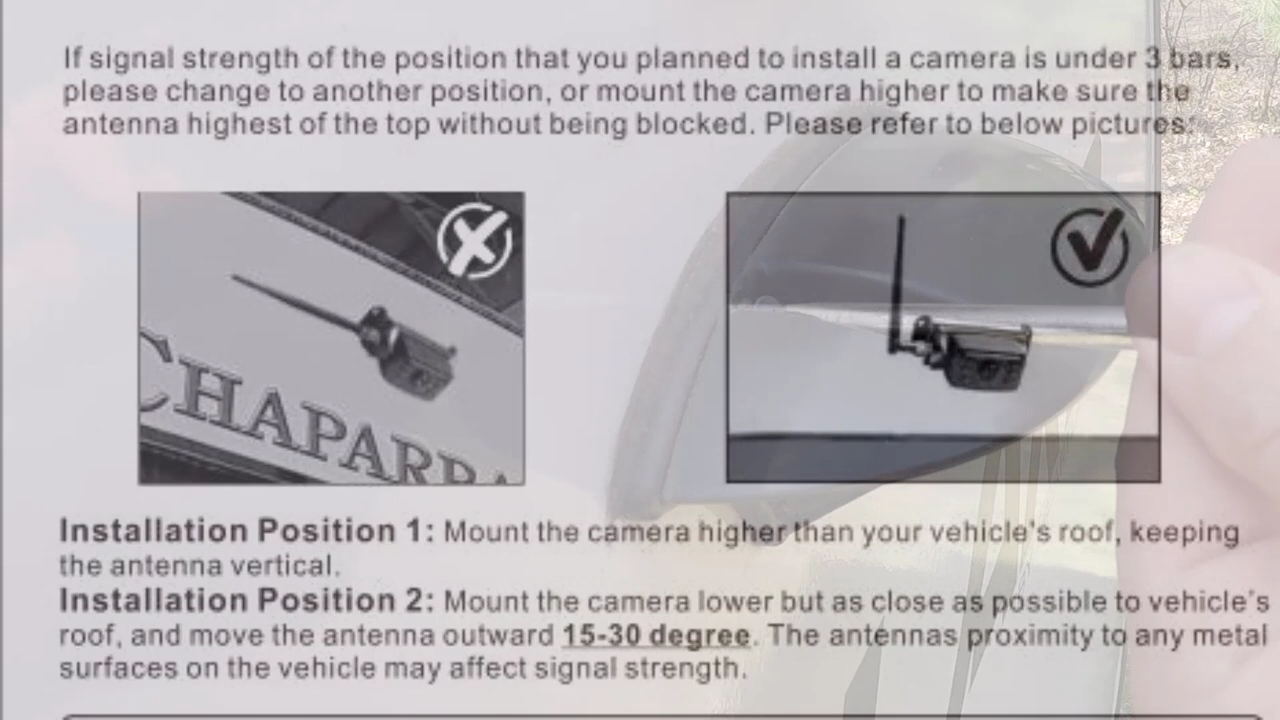 If signal strength of the position that you planned to install a camera is under 3 bars,
please change to another position, or mount the camera higher to make sure the
antenna highest of the top without being blocked. Please refer to below pictures:
CHAPARRA
Installation Position 1: Mount the camera higher than your vehicle's roof, keeping
the antenna vertical.
Installation Position 2: Mount the camera lower but as close as possible to vehicle's
roof, and move the antenna outward 15-30 degree. The antennas proximity to any metal
surfaces on the vehicle may affect signal strength.